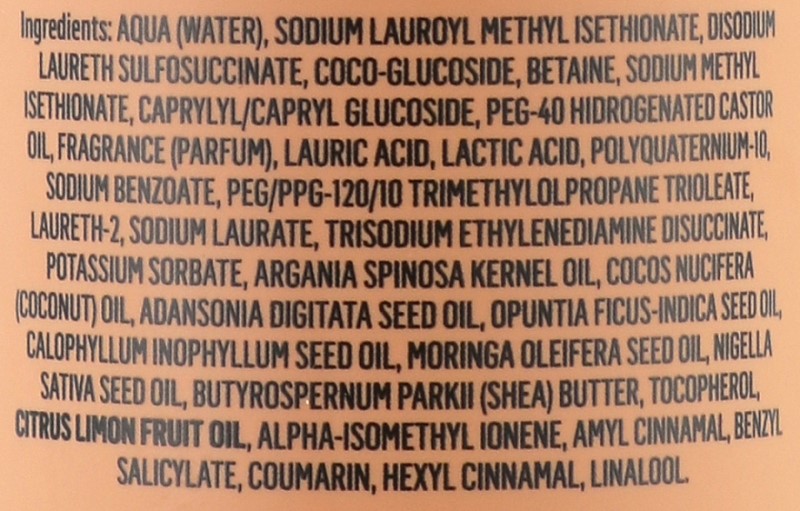 Ingredients: AQUA (WATER), SODIUM LAUROYL METHYL ISETHIONATE, DISODIUM
LAURETH SULFOSUCCINATE, COCO-GLUCOSIDE, BETAINE, SODIUM METHYL
ISETHIONATE, CAPRYLYL/CAPRYL GLUCOSIDE, PEG-40 HIDROGENATED CASTOR
OIL, FRAGRANCE (PARFUM), LAURIC ACID, LACTIC ACID, POLYQUATERNIUM-10,
SODIUM BENZOATE, PEG/PPG-120/10 TRIMETHYLOLPROPANE TRIOLEATE,
LAURETH-2, SODIUM LAURATE, TRISODIUM ETHYLENEDIAMINE DISUCCINATE,
POTASSIUM SORBATE, ARGANIA SPINOSA KERNEL OIL, COCOS NUCIFERA
(COCONUT) OIL, ADANSONIA DIGITATA SEED OIL, OPUNTIA FICUS-INDICA SEED OIL,
CALOPHYLLUM INOPHYLLUM SEED OIL, MORINGA OLEIFERA SEED OIL, NIGELLA
SATIVA SEED OIL, BUTYROSPERNUM PARKII (SHEA) BUTTER, TOCOPHEROL,
CITRUS LIMON FRUIT OIL, ALPHA-ISOMETHYL IONENE, AMYL CINNAMAL, BENZYL
SALICYLATE, COUMARIN, HEXYL CINNAMAL, LINALOOL.